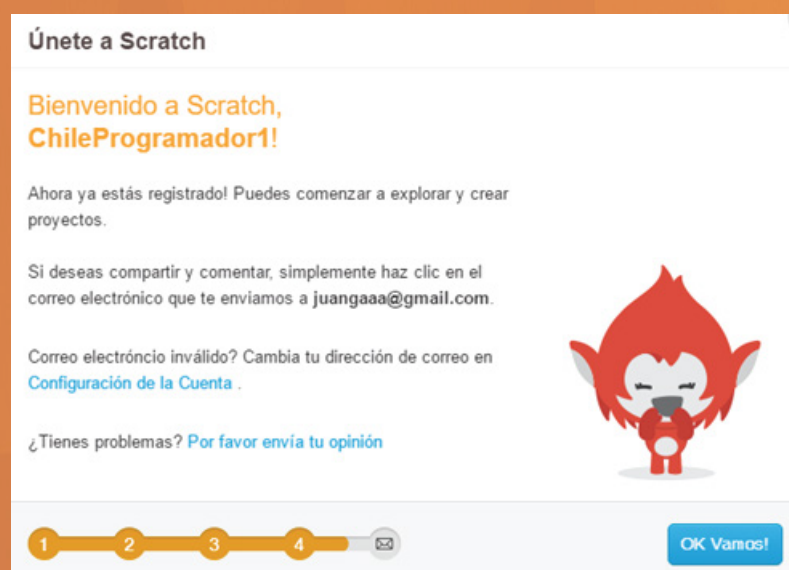 Únete a Scratch
Bienvenido a Scratch,
ChileProgramador1!
Ahora ya estás registrado! Puedes comenzar a explorar y crear
proyectos.
Si deseas compartir y comentar, simplemente haz clic en el
correo electrónico que te enviamos a juangaaa@gmail.com.
Correo electróncio inválido? Cambia tu dirección de correo en
Configuración de la Cuenta .
¿Tienes problemas? Por favor envía tu opinión
1 2 3 4
OK Vamos!